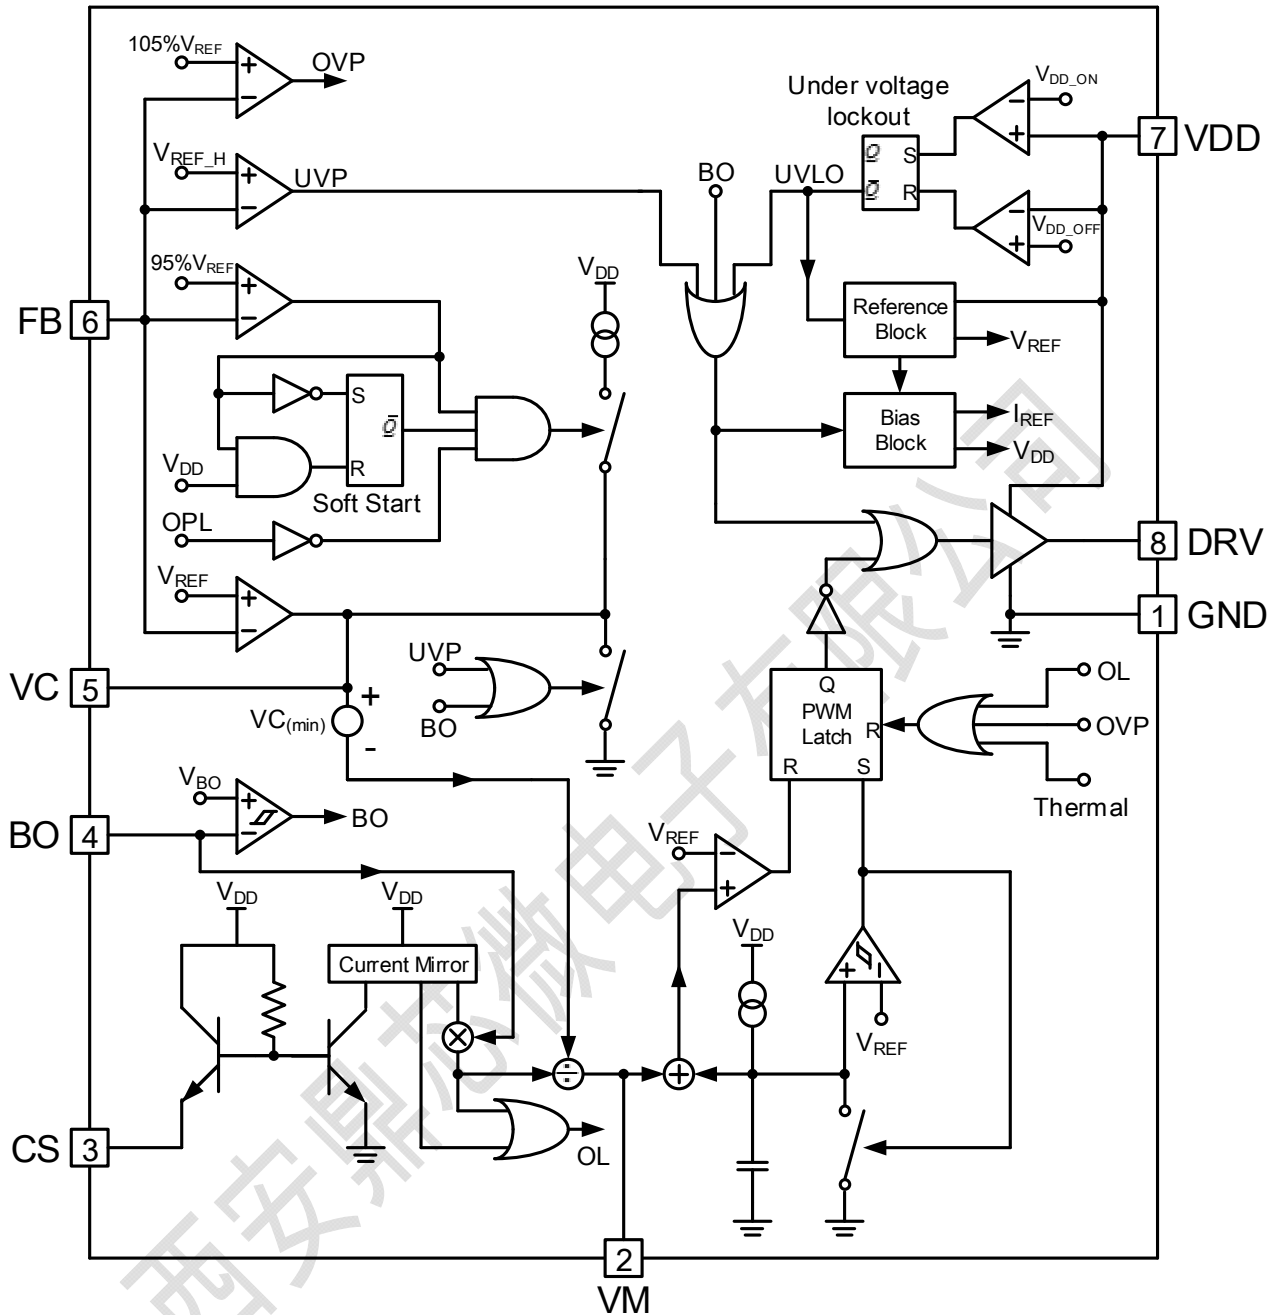 105%VREF
OVP
VREF_H
UVP
95%VREF
FB 6
VDD
S
Q̅
R
Soft Start
VDD
OPL
VREF
UVP
BO
VC 5
VC(min)
+
-
VBO
BO
BO 4
VDD
VDD
Current Mirror
CS 3
OL
2
VM
Under voltage
lockout
VDD_ON
7 VDD
Q
S
Q̅
R
VDD_OFF
UVLO
BO
Reference
Block
VREF
Bias
Block
IREF
VDD
8 DRV
1 GND
Q
PWM
Latch
R
R
S
OL
OVP
Thermal
VREF
VDD
VREF
西安鼎芯微电子有限公司